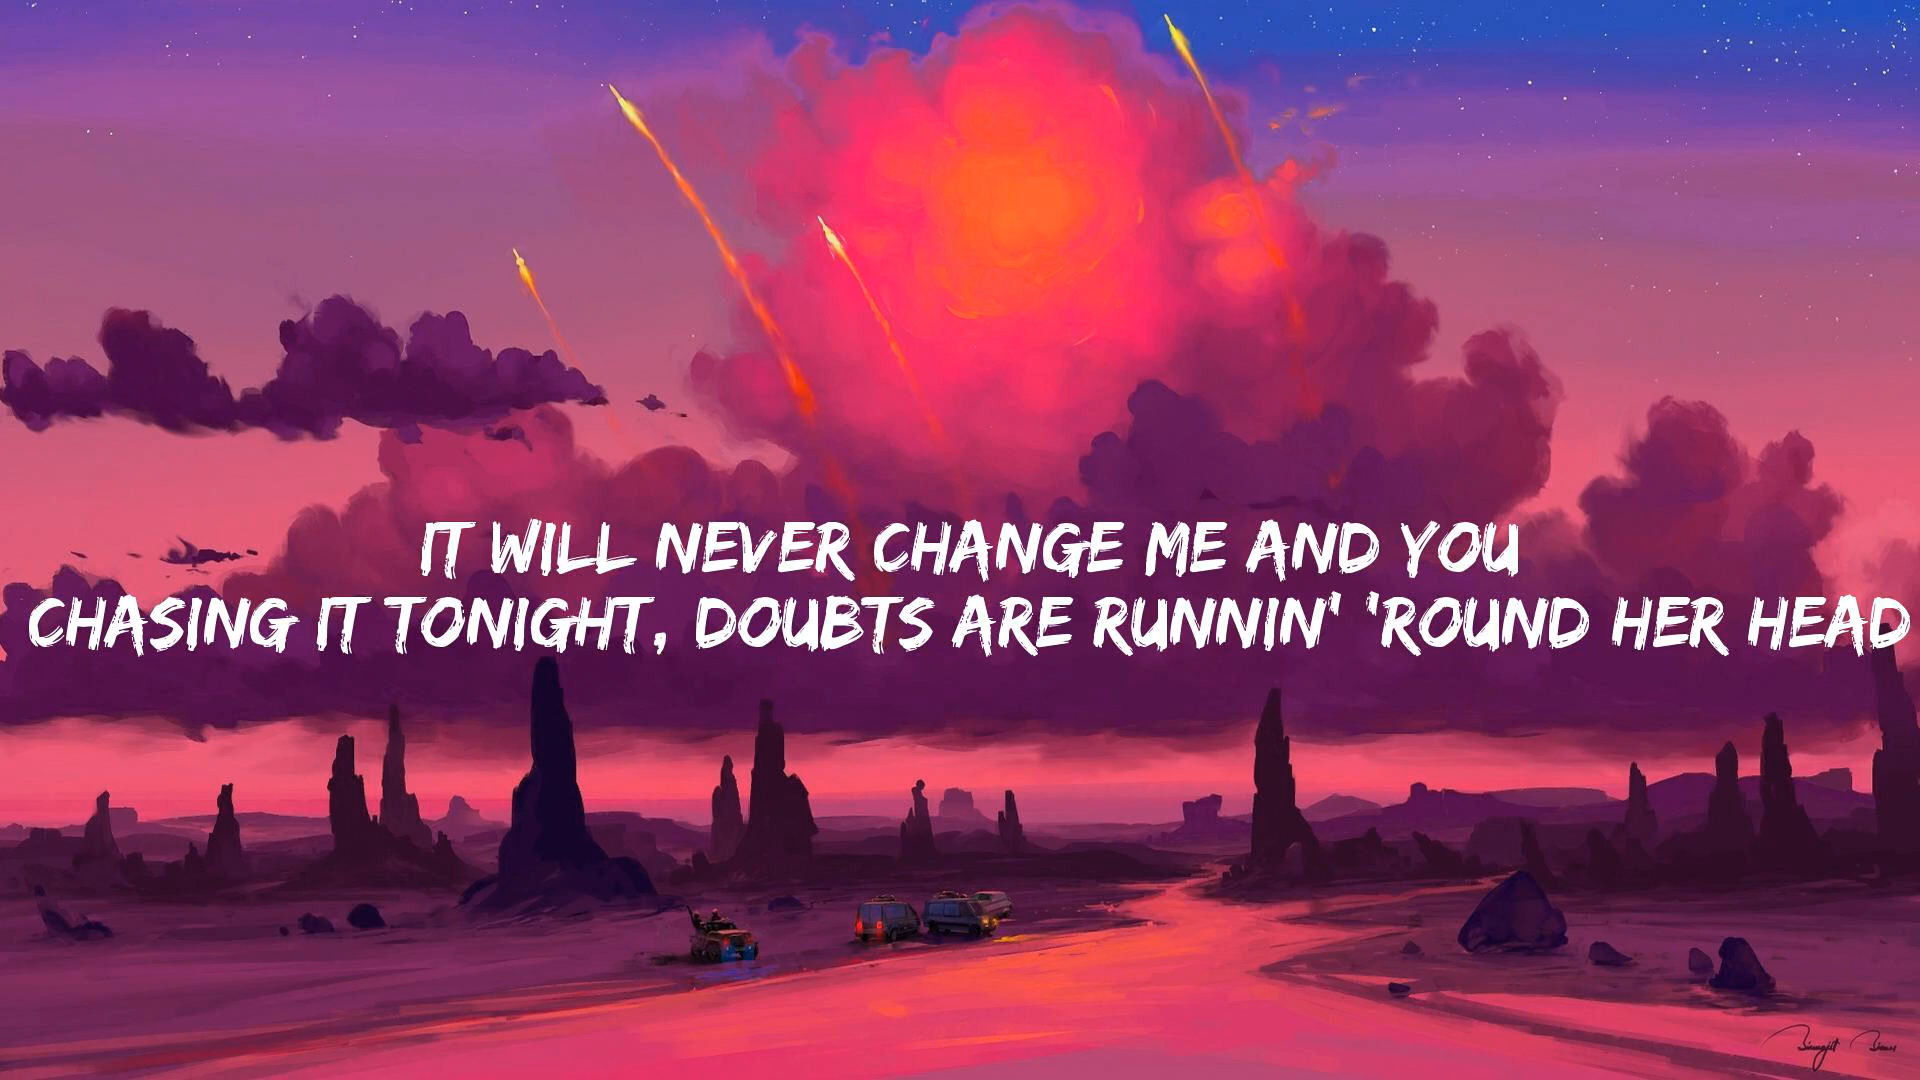 IT WILL NEVER CHANGE ME AND YOU
CHASING IT TONIGHT, DOUBTS ARE RUNNIN' 'ROUND HER HEAD